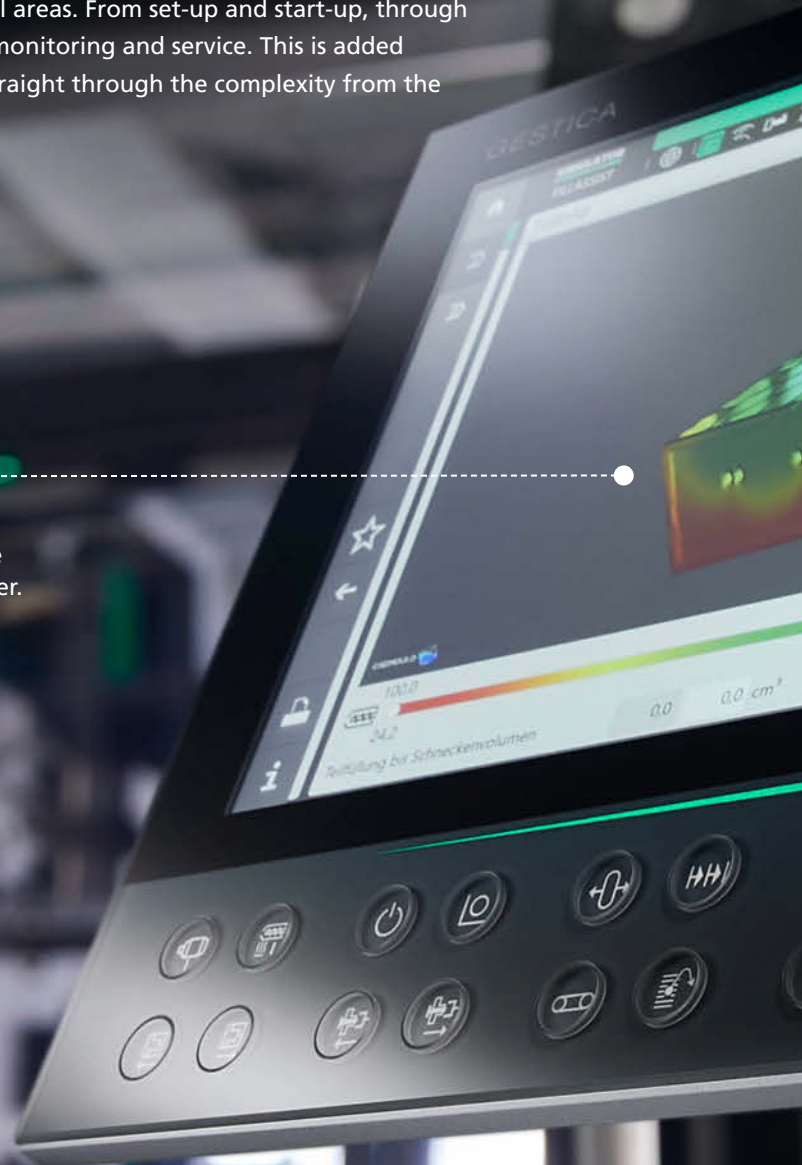 l areas. From set-up and start-up, through
monitoring and service. This is added
raight through the complexity from the
GESTICA
SIMULATOR
FILLASSIST
e
er.
CADMOULD
100.0
24,2
0,0 0,0 cm³
Teilfüllung bis Schneckenvolumen